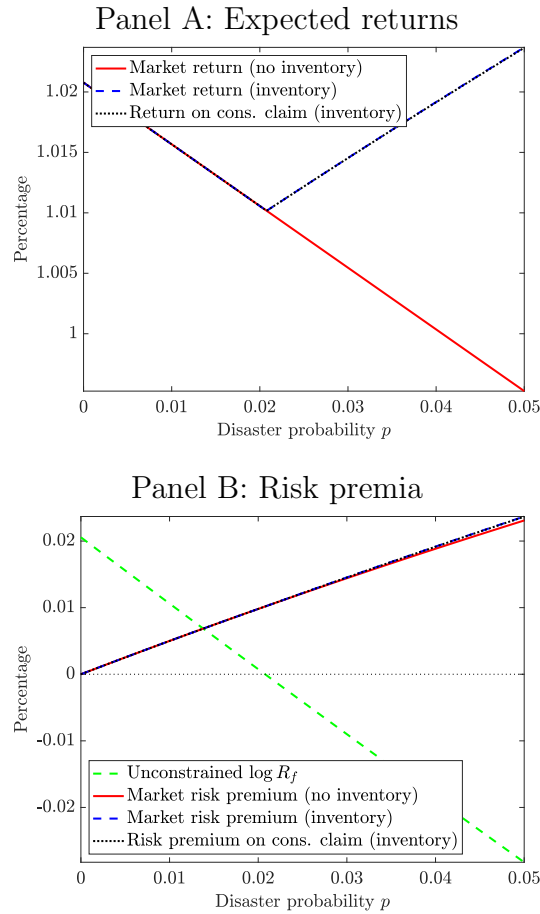 Panel A: Expected returns
Market return (no inventory)
Market return (inventory)
Return on cons. claim (inventory)
1.02
1.015
1.01
1.005
1
Percentage
0
0.01
0.02
0.03
0.04
0.05
Disaster probability p
Panel B: Risk premia
0.02
0.01
0
-0.01
-0.02
Percentage
Unconstrained log R_f
Market risk premium (no inventory)
Market risk premium (inventory)
Risk premium on cons. claim (inventory)
0
0.01
0.02
0.03
0.04
0.05
Disaster probability p